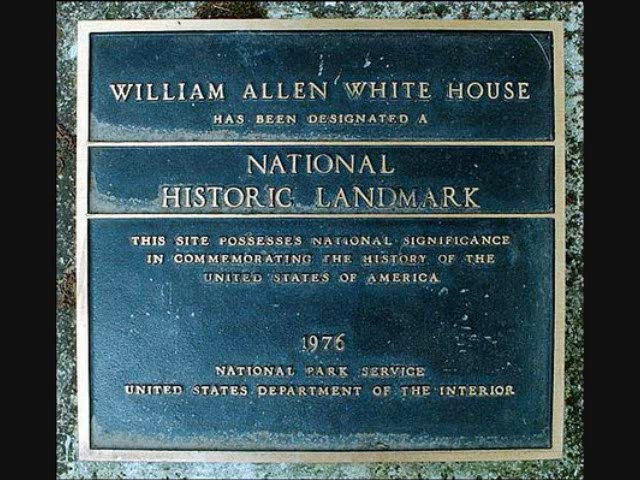 WILLIAM ALLEN WHITE HOUSE
HAS BEEN DESIGNATED A
NATIONAL
HISTORIC LANDMARK
THIS SITE POSSESSES NATIONAL SIGNIFICANCE
IN COMMEMORATING THE HISTORY OF THE
UNITED STATES OF AMERICA
1976
NATIONAL PARK SERVICE
UNITED STATES DEPARTMENT OF THE INTERIOR